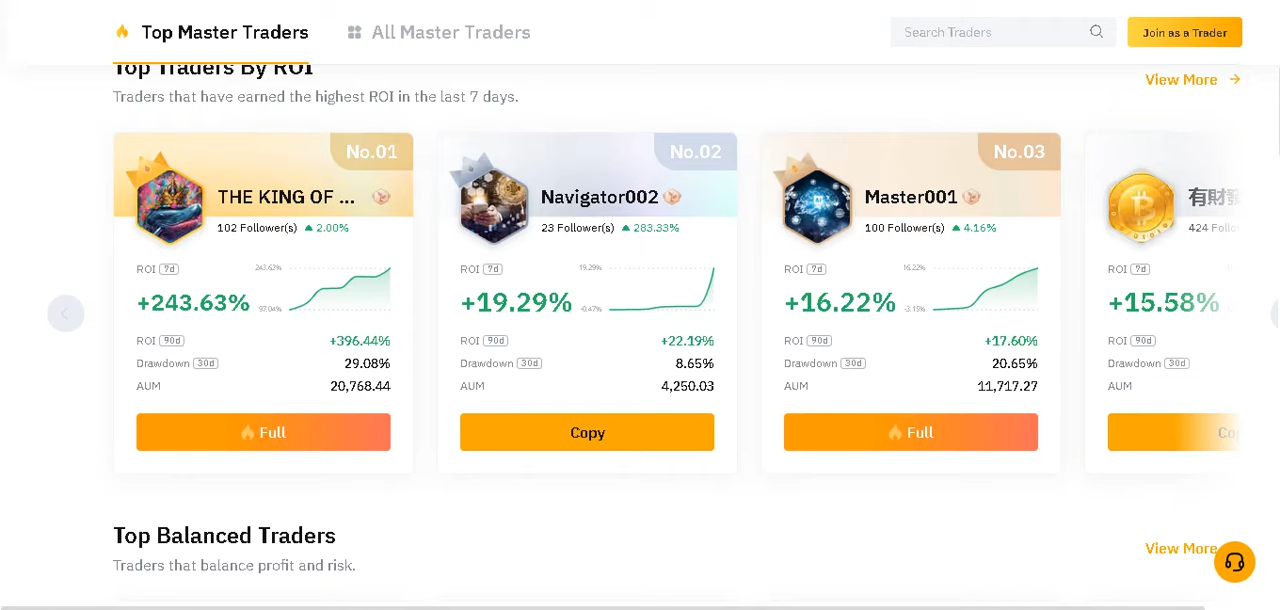 Top Master Traders
All Master Traders
Search Traders
Join as a Trader
Top Traders By ROI
View More
Traders that have earned the highest ROI in the last 7 days.
No.01
THE KING OF ...
102 Follower(s) 2.00%
ROI 7d
243.63%
97.04%
+243.63%
ROI 90d +396.44%
Drawdown 30d 29.08%
AUM 20,768.44
Full
No.02
Navigator002
23 Follower(s) 283.33%
ROI 7d
19.29%
-0.47%
+19.29%
ROI 90d +22.19%
Drawdown 30d 8.65%
AUM 4,250.03
Copy
No.03
Master001
100 Follower(s) 4.16%
ROI 7d
16.22%
-3.15%
+16.22%
ROI 90d +17.60%
Drawdown 30d 20.65%
AUM 11,717.27
Full
有財
424 Follo
ROI 7d
+15.58%
ROI 90d
Drawdown 30d
AUM
Co
Top Balanced Traders
View More
Traders that balance profit and risk.